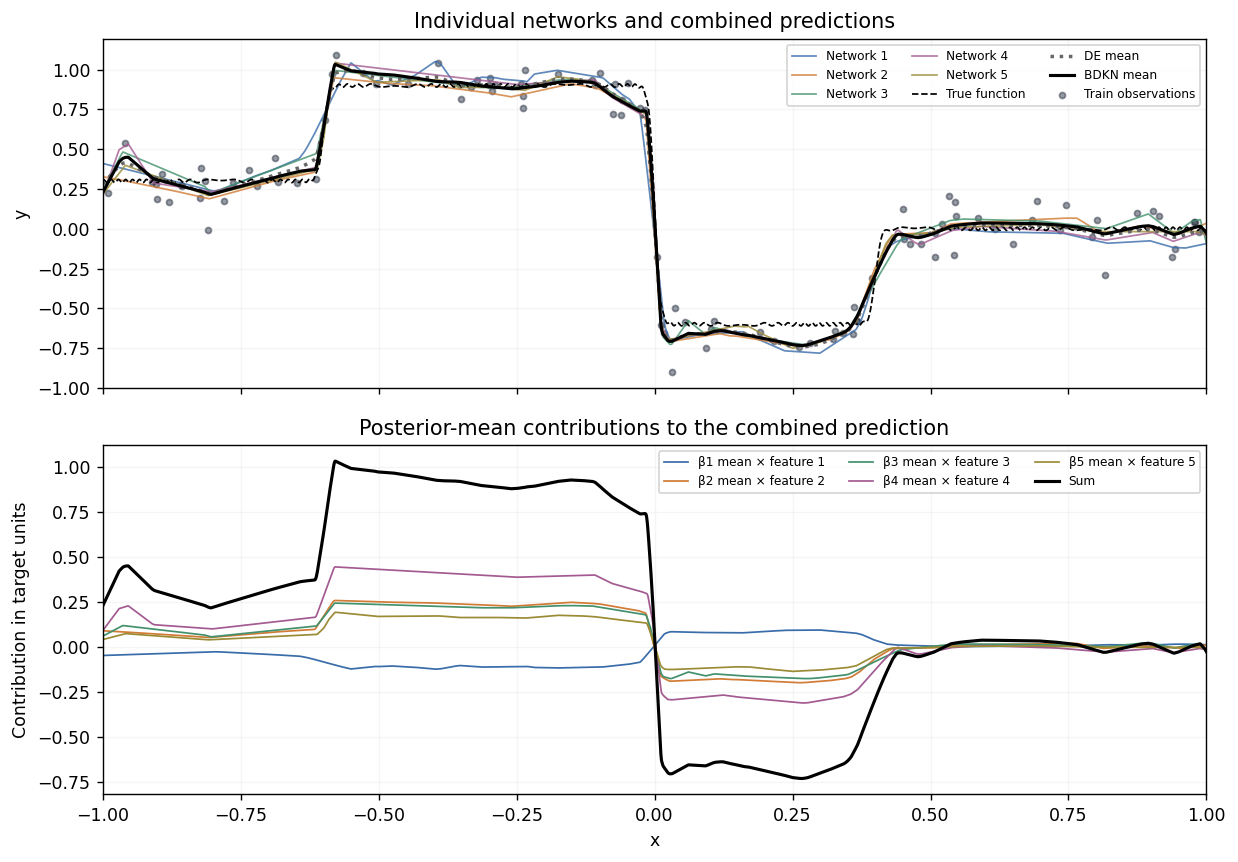 Individual networks and combined predictions
Network 1
Network 2
Network 3
Network 4
Network 5
True function
DE mean
BDKN mean
Train observations
1.00
0.75
0.50
0.25
0.00
−0.25
−0.50
−0.75
−1.00
y
Posterior-mean contributions to the combined prediction
β1 mean × feature 1
β2 mean × feature 2
β3 mean × feature 3
β4 mean × feature 4
β5 mean × feature 5
Sum
1.00
0.75
0.50
0.25
0.00
−0.25
−0.50
−0.75
Contribution in target units
−1.00 −0.75 −0.50 −0.25 0.00 0.25 0.50 0.75 1.00
x